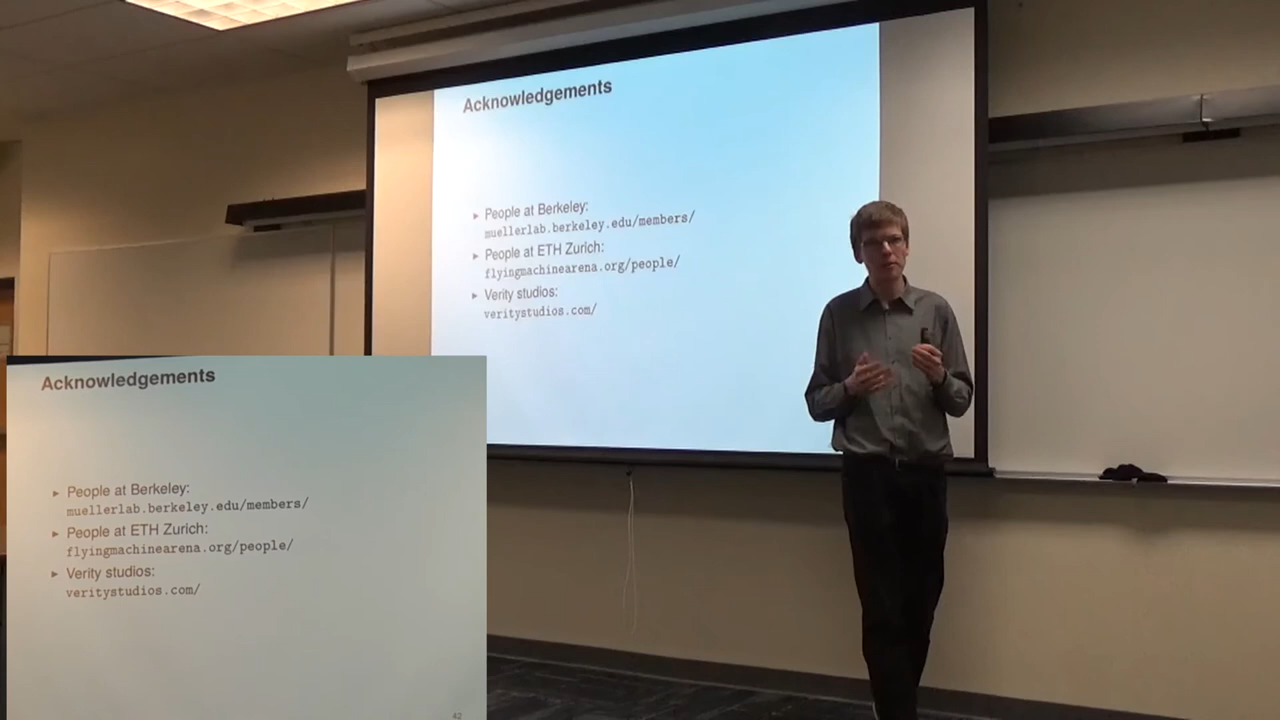 Acknowledgements
▸ People at Berkeley:
muellerlab.berkeley.edu/members/
▸ People at ETH Zurich:
flyingmachinearena.org/people/
▸ Verity studios:
veritystudios.com/
Acknowledgements
▸ People at Berkeley:
muellerlab.berkeley.edu/members/
▸ People at ETH Zurich:
flyingmachinearena.org/people/
▸ Verity studios:
veritystudios.com/
42